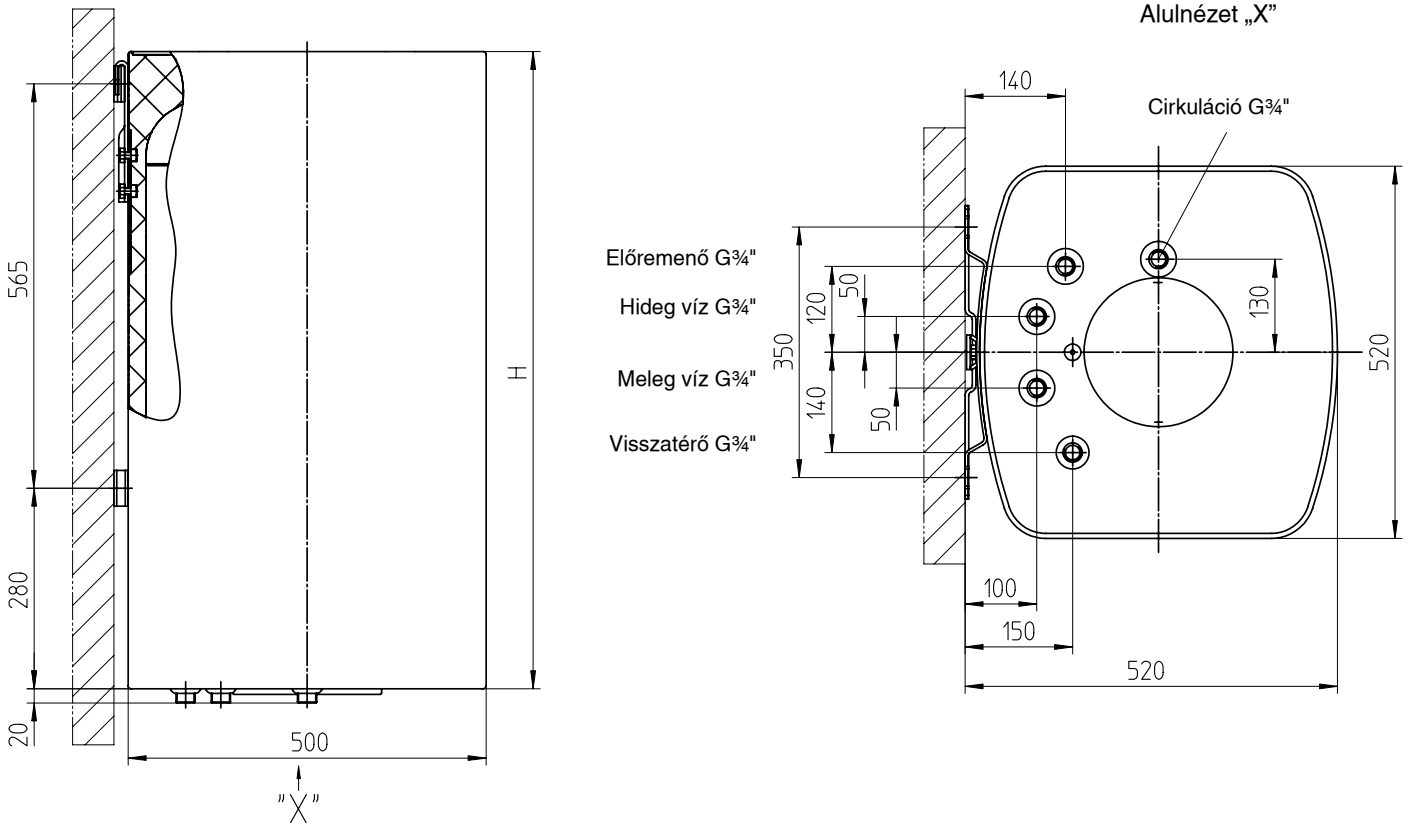 Alulnézet „X”
140
Cirkuláció G¾"
Előremenő G¾"
Hideg víz G¾"
Meleg víz G¾"
Visszatérő G¾"
565
280
20
H
500
"X"
350
120
140
50
50
130
520
100
150
520